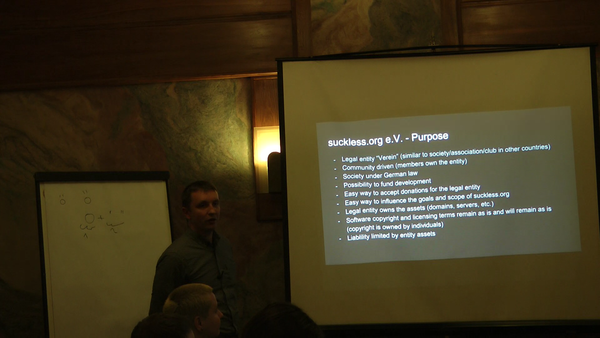 suckless.org e.V. - Purpose
- Legal entity "Verein" (similar to society/association/club in other countries)
- Community driven (members own the entity)
- Society under German law
- Possibility to fund development
- Easy way to accept donations for the legal entity
- Easy way to influence the goals and scope of suckless.org
- Legal entity owns the assets (domains, servers, etc.)
- Software copyright and licensing terms remain as is and will remain as is
(copyright is owned by individuals)
- Liability limited by entity assets